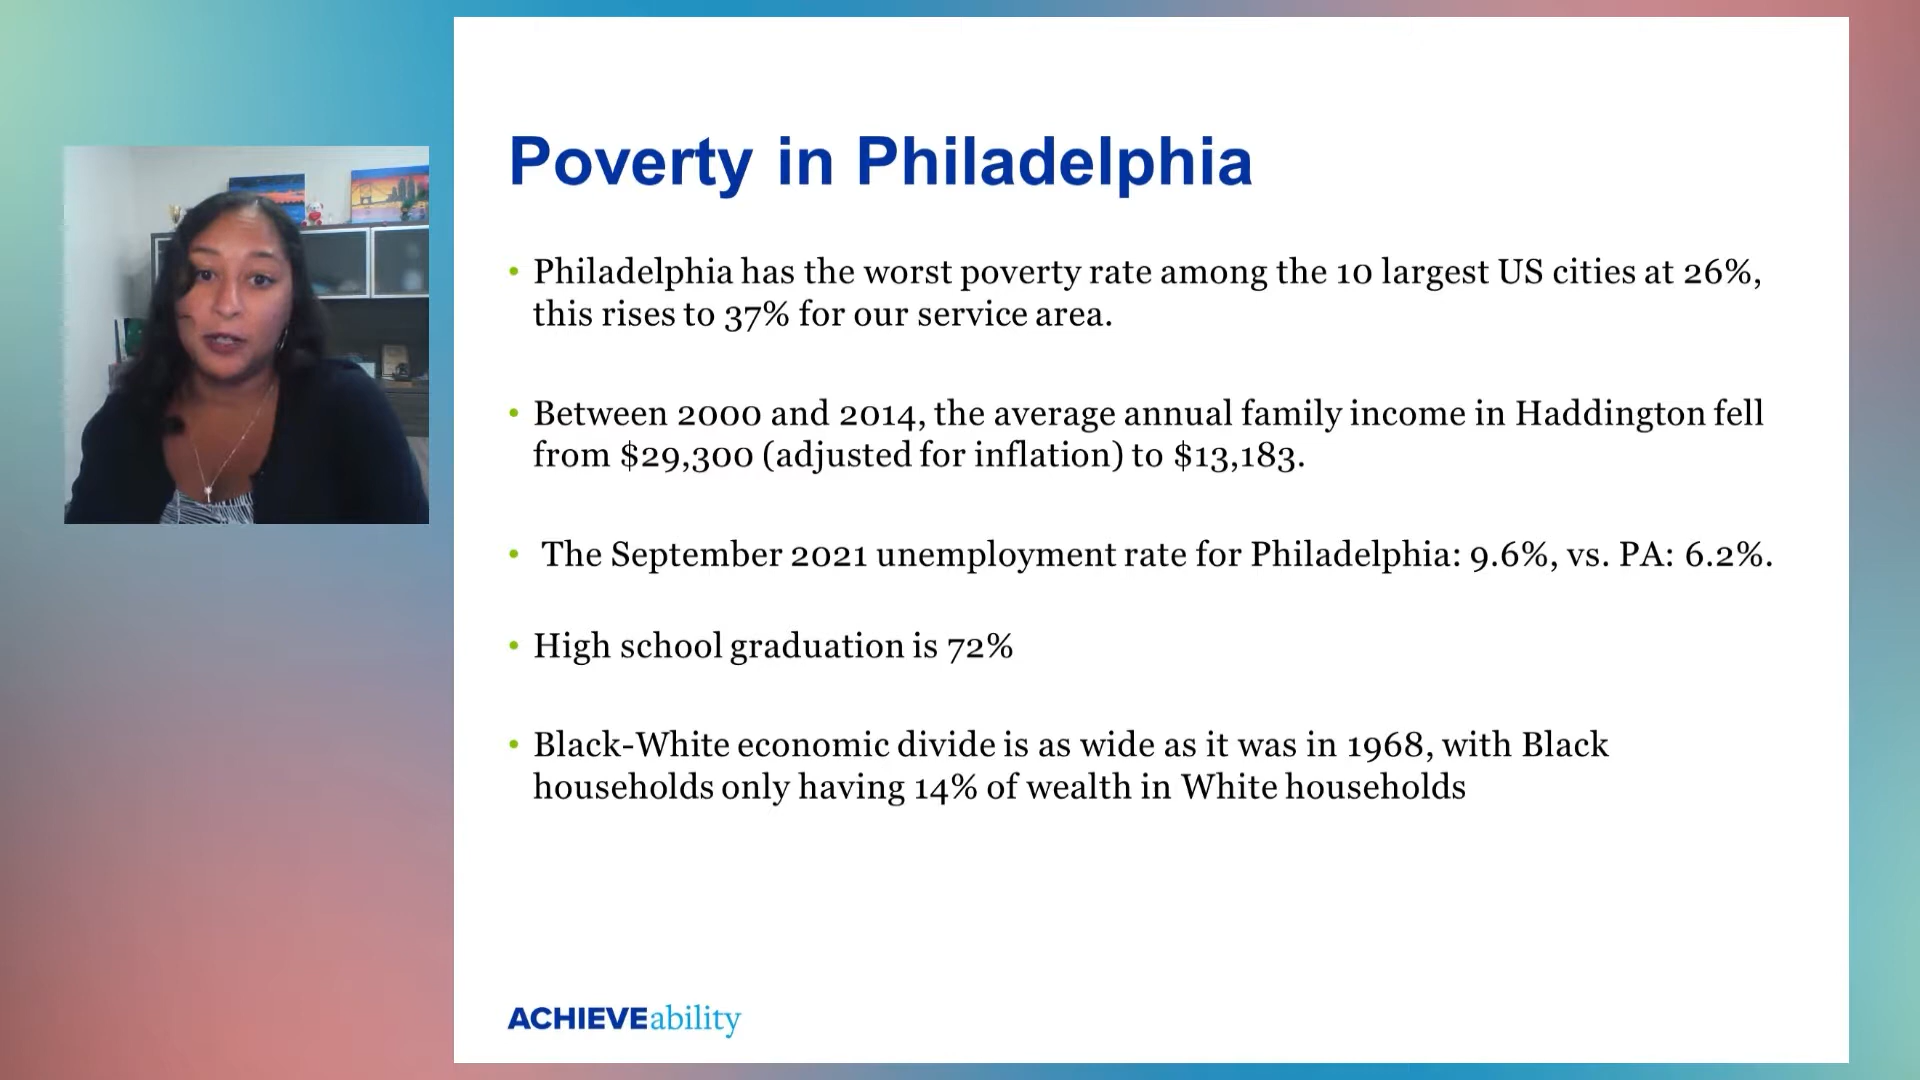 Poverty in Philadelphia
• Philadelphia has the worst poverty rate among the 10 largest US cities at 26%,
this rises to 37% for our service area.
• Between 2000 and 2014, the average annual family income in Haddington fell
from $29,300 (adjusted for inflation) to $13,183.
• The September 2021 unemployment rate for Philadelphia: 9.6%, vs. PA: 6.2%.
• High school graduation is 72%
• Black-White economic divide is as wide as it was in 1968, with Black
households only having 14% of wealth in White households
ACHIEVEability